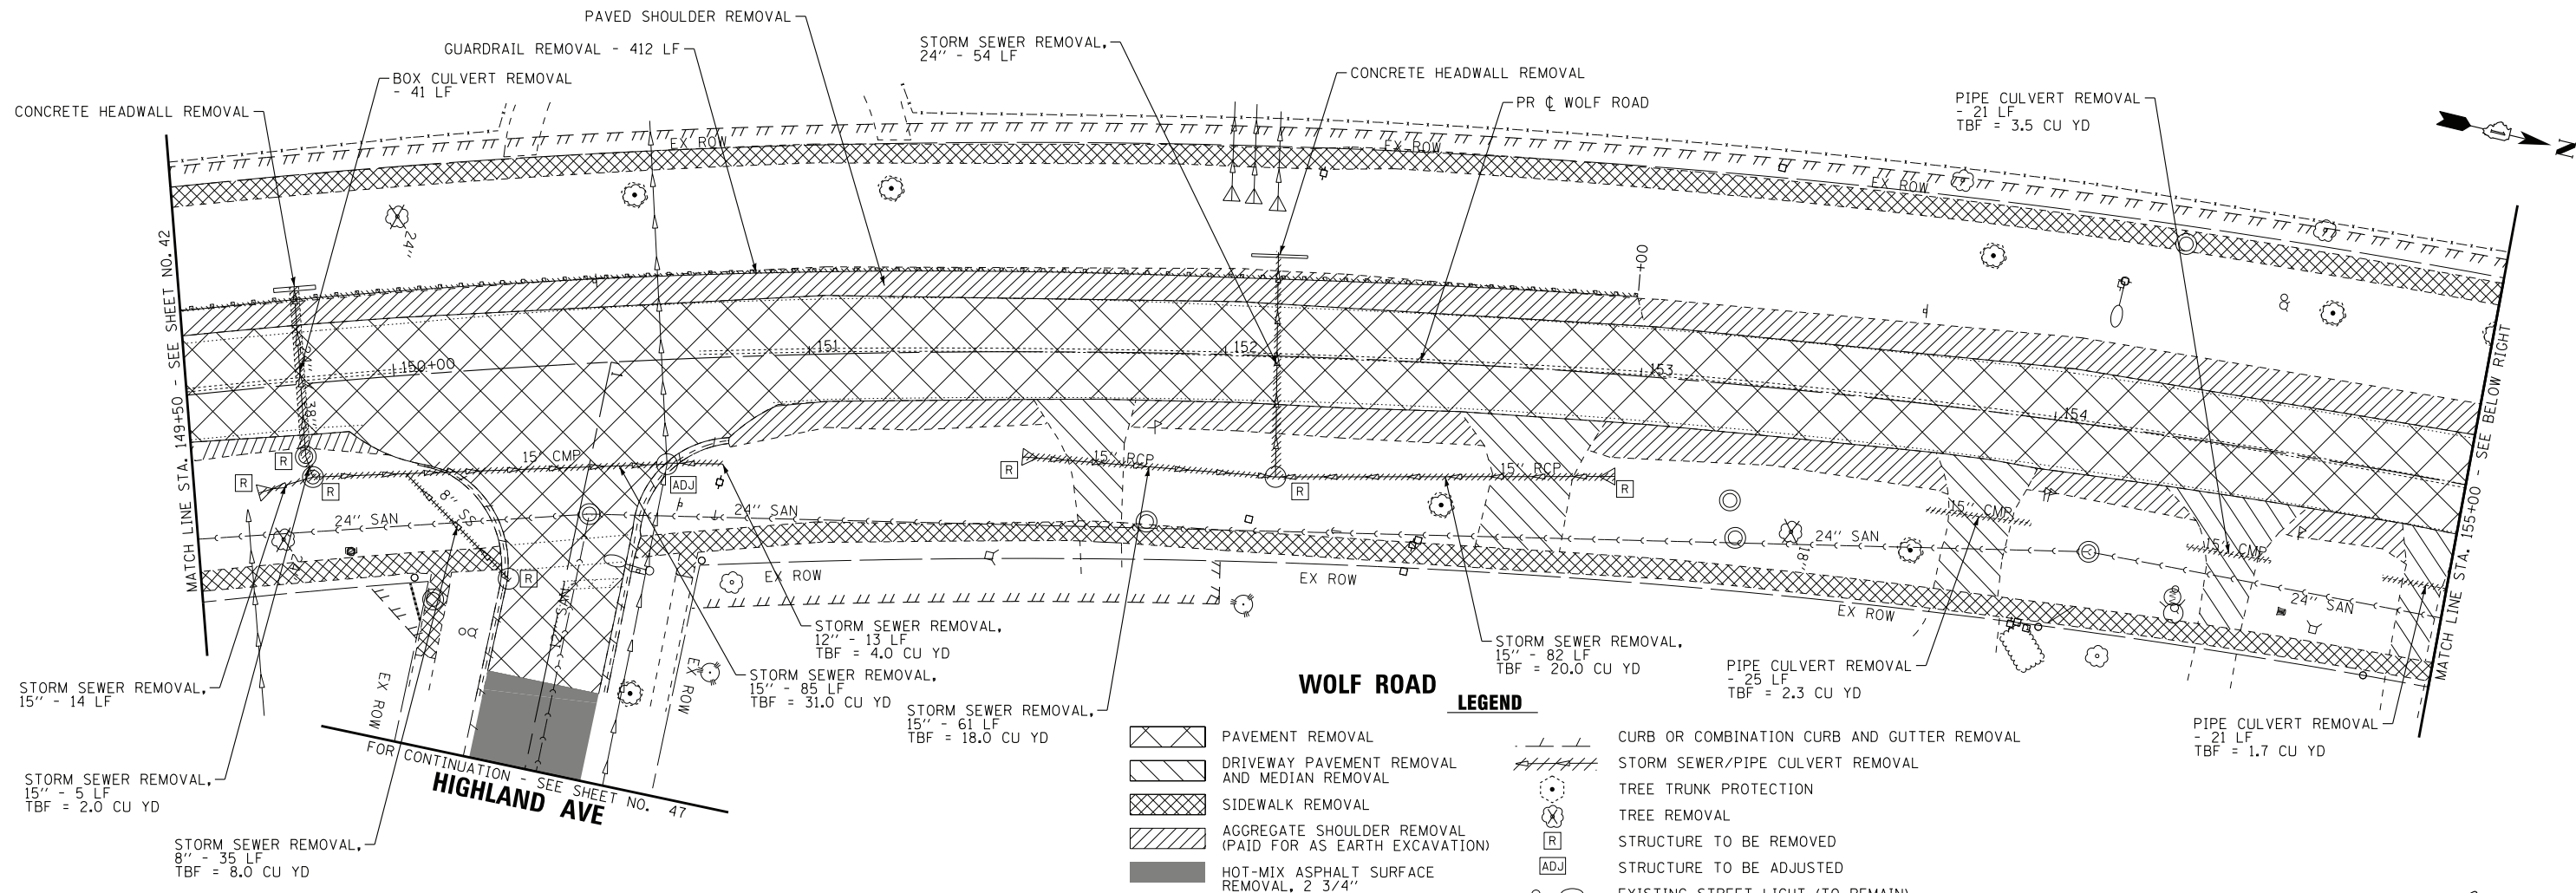 PAVED SHOULDER REMOVAL
GUARDRAIL REMOVAL - 412 LF
BOX CULVERT REMOVAL
- 41 LF
CONCRETE HEADWALL REMOVAL
STORM SEWER REMOVAL,
24" - 54 LF
CONCRETE HEADWALL REMOVAL
PR ℄ WOLF ROAD
PIPE CULVERT REMOVAL
- 21 LF
TBF = 3.5 CU YD
N
EX ROW
EX ROW
EX ROW
24"
+00
MATCH LINE STA. 149+50 - SEE SHEET NO. 42
MATCH LINE STA. 155+00 - SEE BELOW RIGHT
150+00
151
152
153
154
38"
R
R
R
15" CMP
ADJ
8" SS
24" SAN
24" SAN
R
15" RCP
R
15" RCP
R
15" CMP
24" SAN
18"
15" CMP
24" SAN
R
EX ROW
EX ROW
EX ROW
EX ROW
EX ROW
STORM SEWER REMOVAL,
15" - 14 LF
STORM SEWER REMOVAL,
15" - 5 LF
TBF = 2.0 CU YD
STORM SEWER REMOVAL,
8" - 35 LF
TBF = 8.0 CU YD
FOR CONTINUATION - SEE SHEET NO. 47
HIGHLAND AVE
STORM SEWER REMOVAL,
12" - 13 LF
TBF = 4.0 CU YD
STORM SEWER REMOVAL,
15" - 85 LF
TBF = 31.0 CU YD
STORM SEWER REMOVAL,
15" - 61 LF
TBF = 18.0 CU YD
STORM SEWER REMOVAL,
15" - 82 LF
TBF = 20.0 CU YD
PIPE CULVERT REMOVAL
- 25 LF
TBF = 2.3 CU YD
PIPE CULVERT REMOVAL
- 21 LF
TBF = 1.7 CU YD
WOLF ROAD
LEGEND
PAVEMENT REMOVAL
DRIVEWAY PAVEMENT REMOVAL
AND MEDIAN REMOVAL
SIDEWALK REMOVAL
AGGREGATE SHOULDER REMOVAL
(PAID FOR AS EARTH EXCAVATION)
HOT-MIX ASPHALT SURFACE
REMOVAL, 2 3/4"
CURB OR COMBINATION CURB AND GUTTER REMOVAL
STORM SEWER/PIPE CULVERT REMOVAL
TREE TRUNK PROTECTION
TREE REMOVAL
R STRUCTURE TO BE REMOVED
ADJ STRUCTURE TO BE ADJUSTED
EXISTING STREET LIGHT (TO REMAIN)